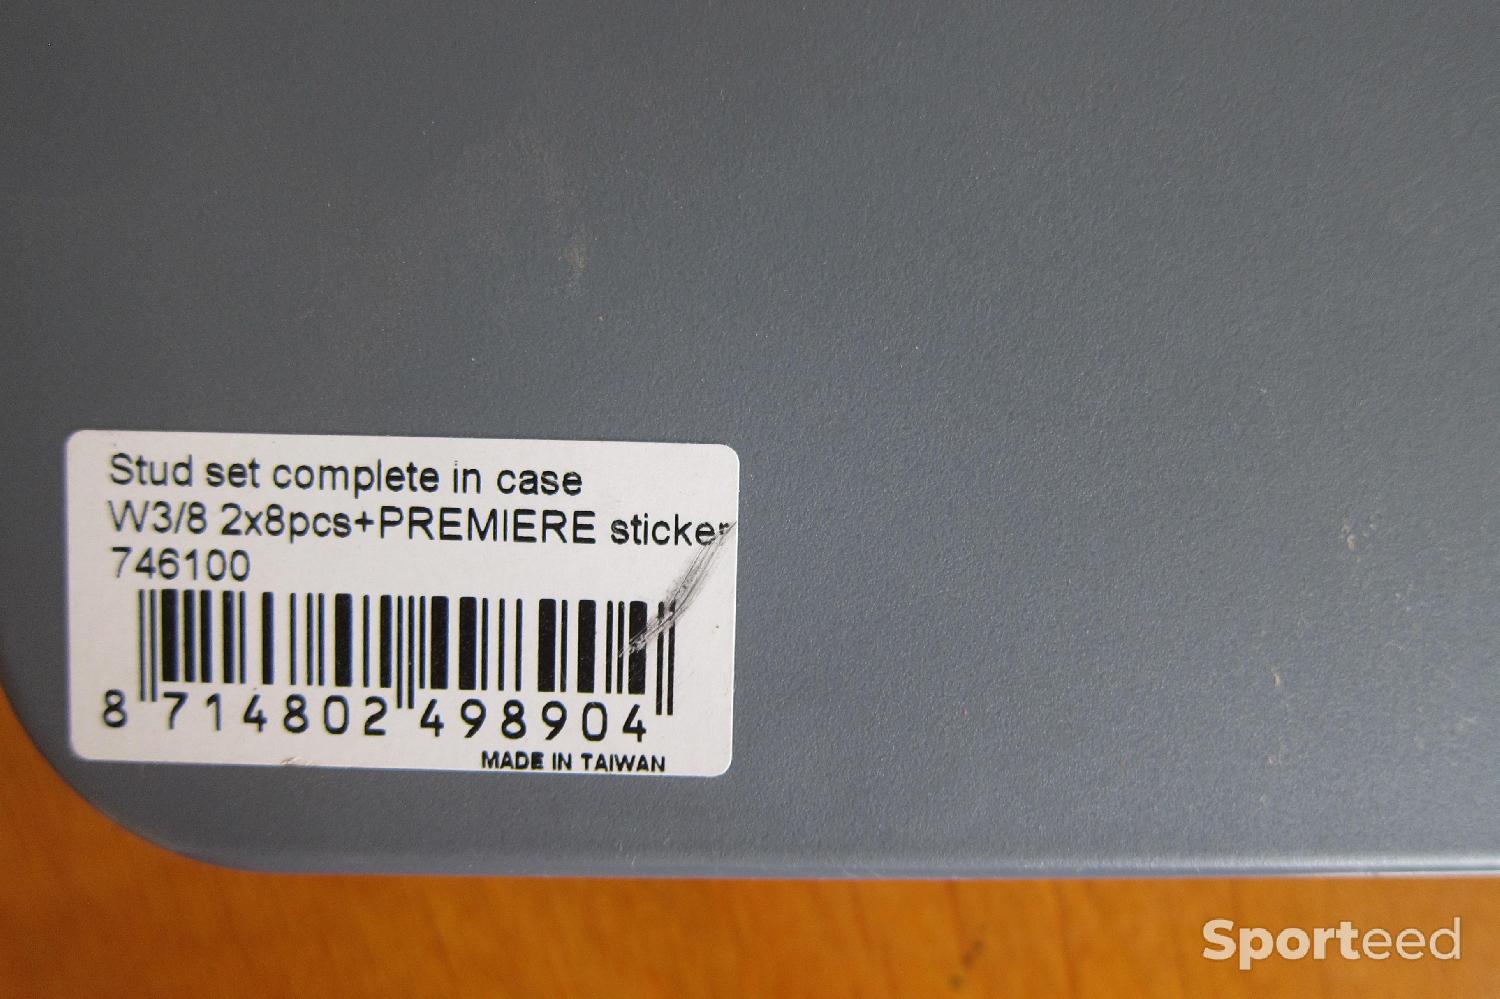 Stud set complete in case
W3/8 2x8pcs+PREMIERE sticker
746100
8 714802 498904
MADE IN TAIWAN
Sporteed